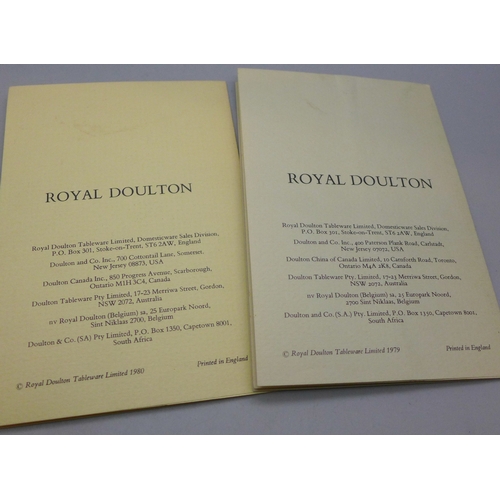 ROYAL DOULTON
Royal Doulton Tableware Limited, Domesticware Sales Division,
P.O. Box 301, Stoke-on-Trent, ST6 2AW, England
Doulton and Co. Inc., 700 Cottontail Lane, Somerset,
New Jersey 08873, USA
Doulton Canada Inc., 850 Progress Avenue, Scarborough,
Ontario M1H 3C4, Canada
Doulton Tableware Pty Limited, 17-23 Merriwa Street, Gordon,
NSW 2072, Australia
NV Royal Doulton (Belgium) SA, 25 Europark Noord,
Sint Niklaas 2700, Belgium
Doulton & Co. (SA) Pty Limited, P.O. Box 1350, Capetown 8001,
South Africa
© Royal Doulton Tableware Limited 1980
Printed in England
ROYAL DOULTON
Royal Doulton Tableware Limited, Domesticware Sales Division,
P.O. Box 301, Stoke-on-Trent, ST6 2AW, England
Doulton and Co. Inc., 400 Paterson Plank Road, Carlstadt,
New Jersey 07072, USA
Doulton China of Canada Limited, 10 Carnforth Road, Toronto,
Ontario M4A 2K8, Canada
Doulton Tableware Pty. Limited, 17-23 Merriwa Street, Gordon,
NSW 2072, Australia
NV Royal Doulton (Belgium) SA, 25 Europark Noord,
2700 Sint Niklaas, Belgium
Doulton and Co. (S.A.) Pty Limited, P.O. Box 1350, Capetown 8001,
South Africa
© Royal Doulton Tableware Limited 1979
Printed in England